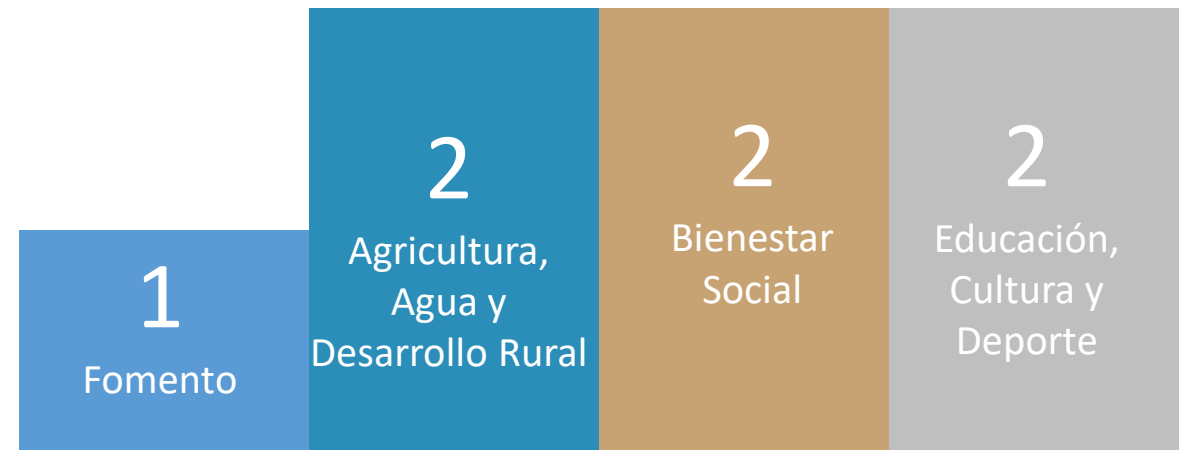 1
Fomento
2
Agricultura,
Agua y
Desarrollo Rural
2
Bienestar
Social
2
Educación,
Cultura y
Deporte